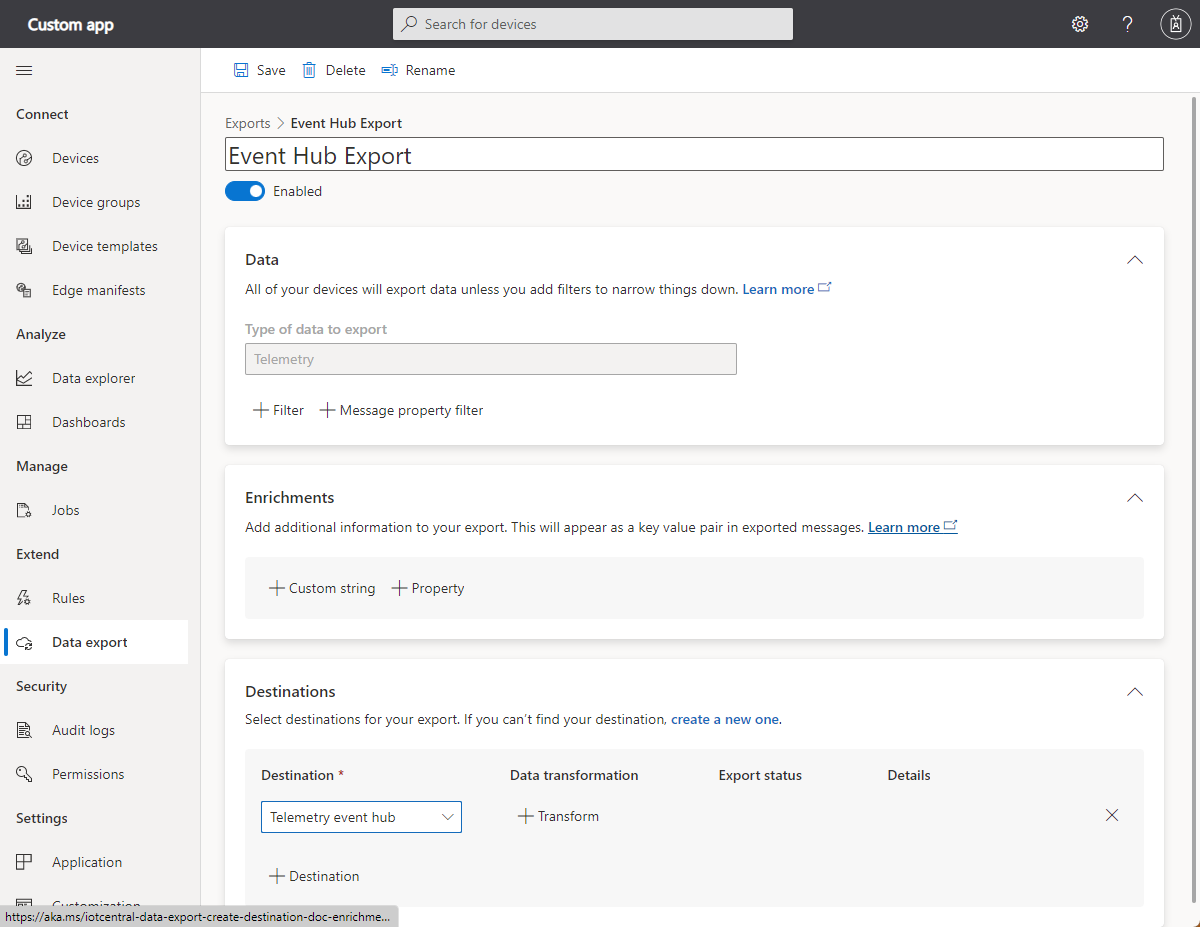 Custom app
Search for devices
?
Save Delete Rename
Connect
Devices
Device groups
Device templates
Edge manifests
Analyze
Data explorer
Dashboards
Manage
Jobs
Extend
Rules
Data export
Security
Audit logs
Permissions
Settings
Application
Customization
https://aka.ms/iotcentral-data-export-create-destination-doc-enrichme...
Exports > Event Hub Export
Event Hub Export
Enabled
Data
All of your devices will export data unless you add filters to narrow things down. Learn more
Type of data to export
Telemetry
+ Filter + Message property filter
Enrichments
Add additional information to your export. This will appear as a key value pair in exported messages. Learn more
+ Custom string + Property
Destinations
Select destinations for your export. If you can't find your destination, create a new one.
Destination * Data transformation Export status Details
Telemetry event hub + Transform
+ Destination